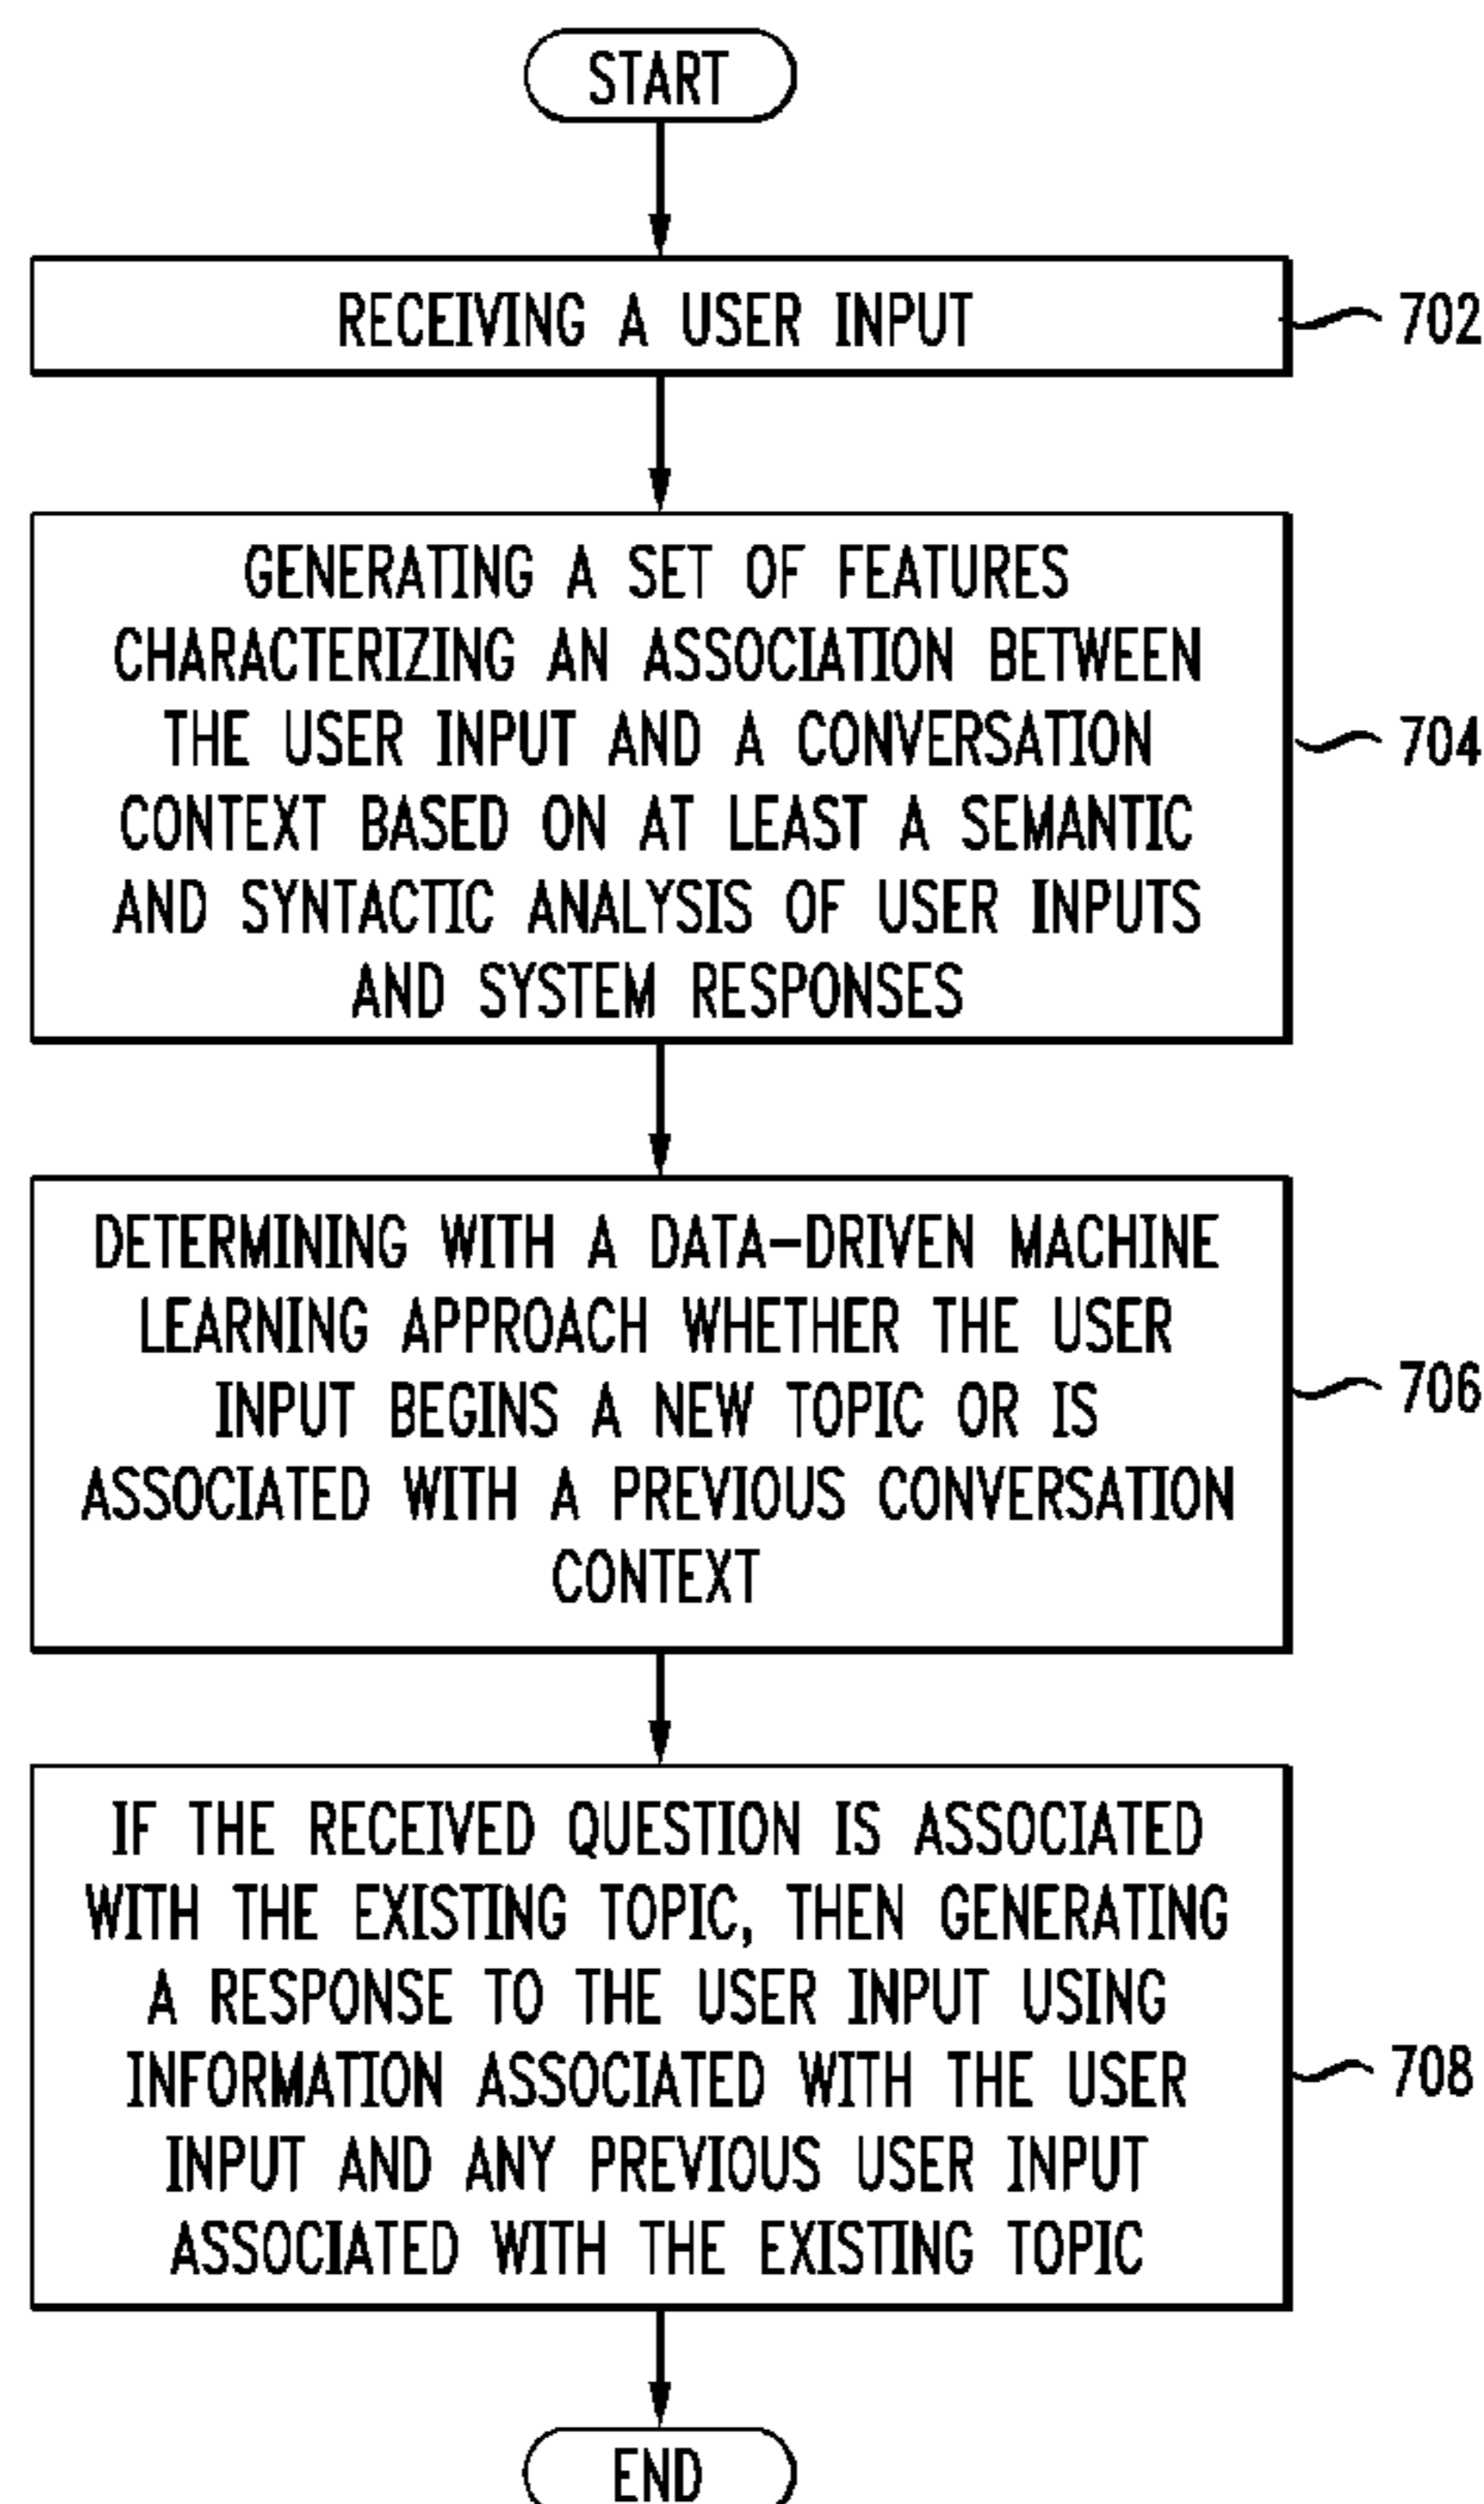 START
RECEIVING A USER INPUT
702
GENERATING A SET OF FEATURES
CHARACTERIZING AN ASSOCIATION BETWEEN
THE USER INPUT AND A CONVERSATION
CONTEXT BASED ON AT LEAST A SEMANTIC
AND SYNTACTIC ANALYSIS OF USER INPUTS
AND SYSTEM RESPONSES
704
DETERMINING WITH A DATA-DRIVEN MACHINE
LEARNING APPROACH WHETHER THE USER
INPUT BEGINS A NEW TOPIC OR IS
ASSOCIATED WITH A PREVIOUS CONVERSATION
CONTEXT
706
IF THE RECEIVED QUESTION IS ASSOCIATED
WITH THE EXISTING TOPIC, THEN GENERATING
A RESPONSE TO THE USER INPUT USING
INFORMATION ASSOCIATED WITH THE USER
INPUT AND ANY PREVIOUS USER INPUT
ASSOCIATED WITH THE EXISTING TOPIC
708
END